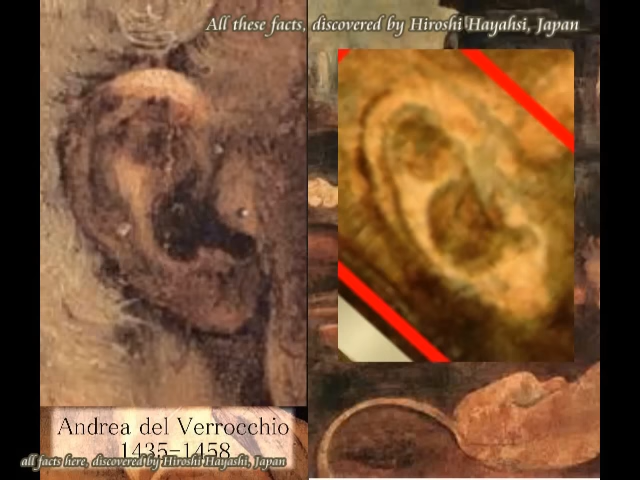 All these facts, discovered by Hiroshi Hayahsi, Japan
Andrea del Verrocchio
1435-1458
all facts here, discovered by Hiroshi Hayashi, Japan